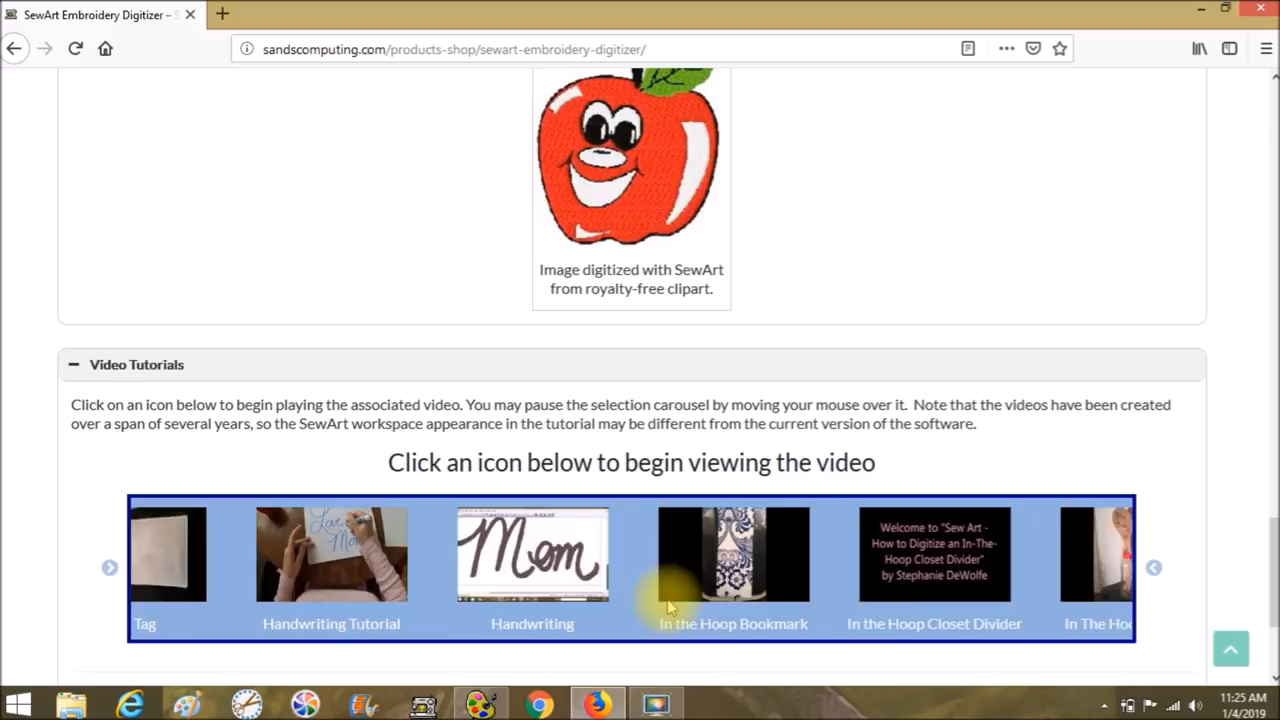 SewArt Embroidery Digitizer – S
sandscomputing.com/products-shop/sewart-embroidery-digitizer/
Image digitized with SewArt
from royalty-free clipart.
Video Tutorials
Click on an icon below to begin playing the associated video. You may pause the selection carousel by moving your mouse over it. Note that the videos have been created
over a span of several years, so the SewArt workspace appearance in the tutorial may be different from the current version of the software.
Click an icon below to begin viewing the video
Love
Mom
Mom
Welcome to "Sew Art -
How to Digitize an In-The-
Hoop Closet Divider"
by Stephanie DeWolfe
Tag
Handwriting Tutorial
Handwriting
In the Hoop Bookmark
In the Hoop Closet Divider
In The Hoo
11:25 AM
1/4/2019